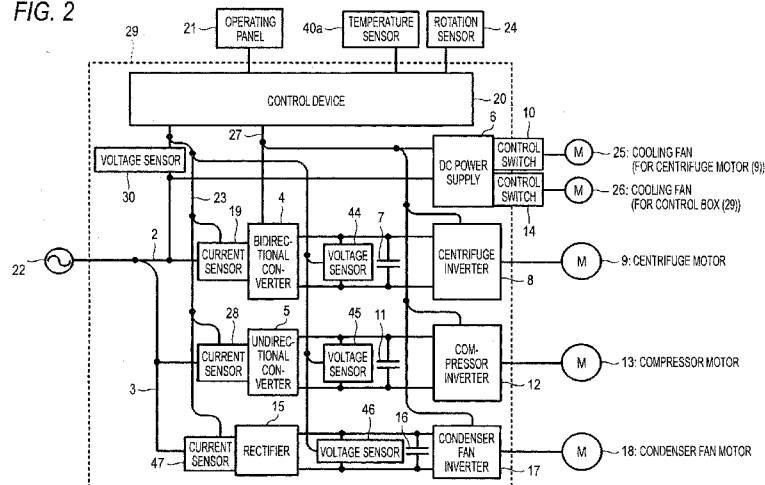 FIG. 2
29
21
OPERATING
PANEL
40a
TEMPERATURE
SENSOR
ROTATION
SENSOR
24
CONTROL DEVICE
20
27
6
10
VOLTAGE SENSOR
30
23
DC POWER
SUPPLY
CONTROL
SWITCH
M
25: COOLING FAN
(FOR CENTRIFUGE MOTOR (9))
CONTROL
SWITCH
14
M
26: COOLING FAN
(FOR CONTROL BOX (29))
22
2
19
CURRENT
SENSOR
4
BIDIREC-
TIONAL
CON-
VERTER
44
VOLTAGE
SENSOR
7
CENTRIFUGE
INVERTER
8
M
9: CENTRIFUGE MOTOR
3
28
CURRENT
SENSOR
5
UNDIREC-
TIONAL
CON-
VERTER
45
VOLTAGE
SENSOR
11
COM-
PRESSOR
INVERTER
12
M
13: COMPRESSOR MOTOR
47
CURRENT
SENSOR
15
RECTIFIER
46
VOLTAGE SENSOR
16
CONDENSER
FAN
INVERTER
17
M
18: CONDENSER FAN MOTOR